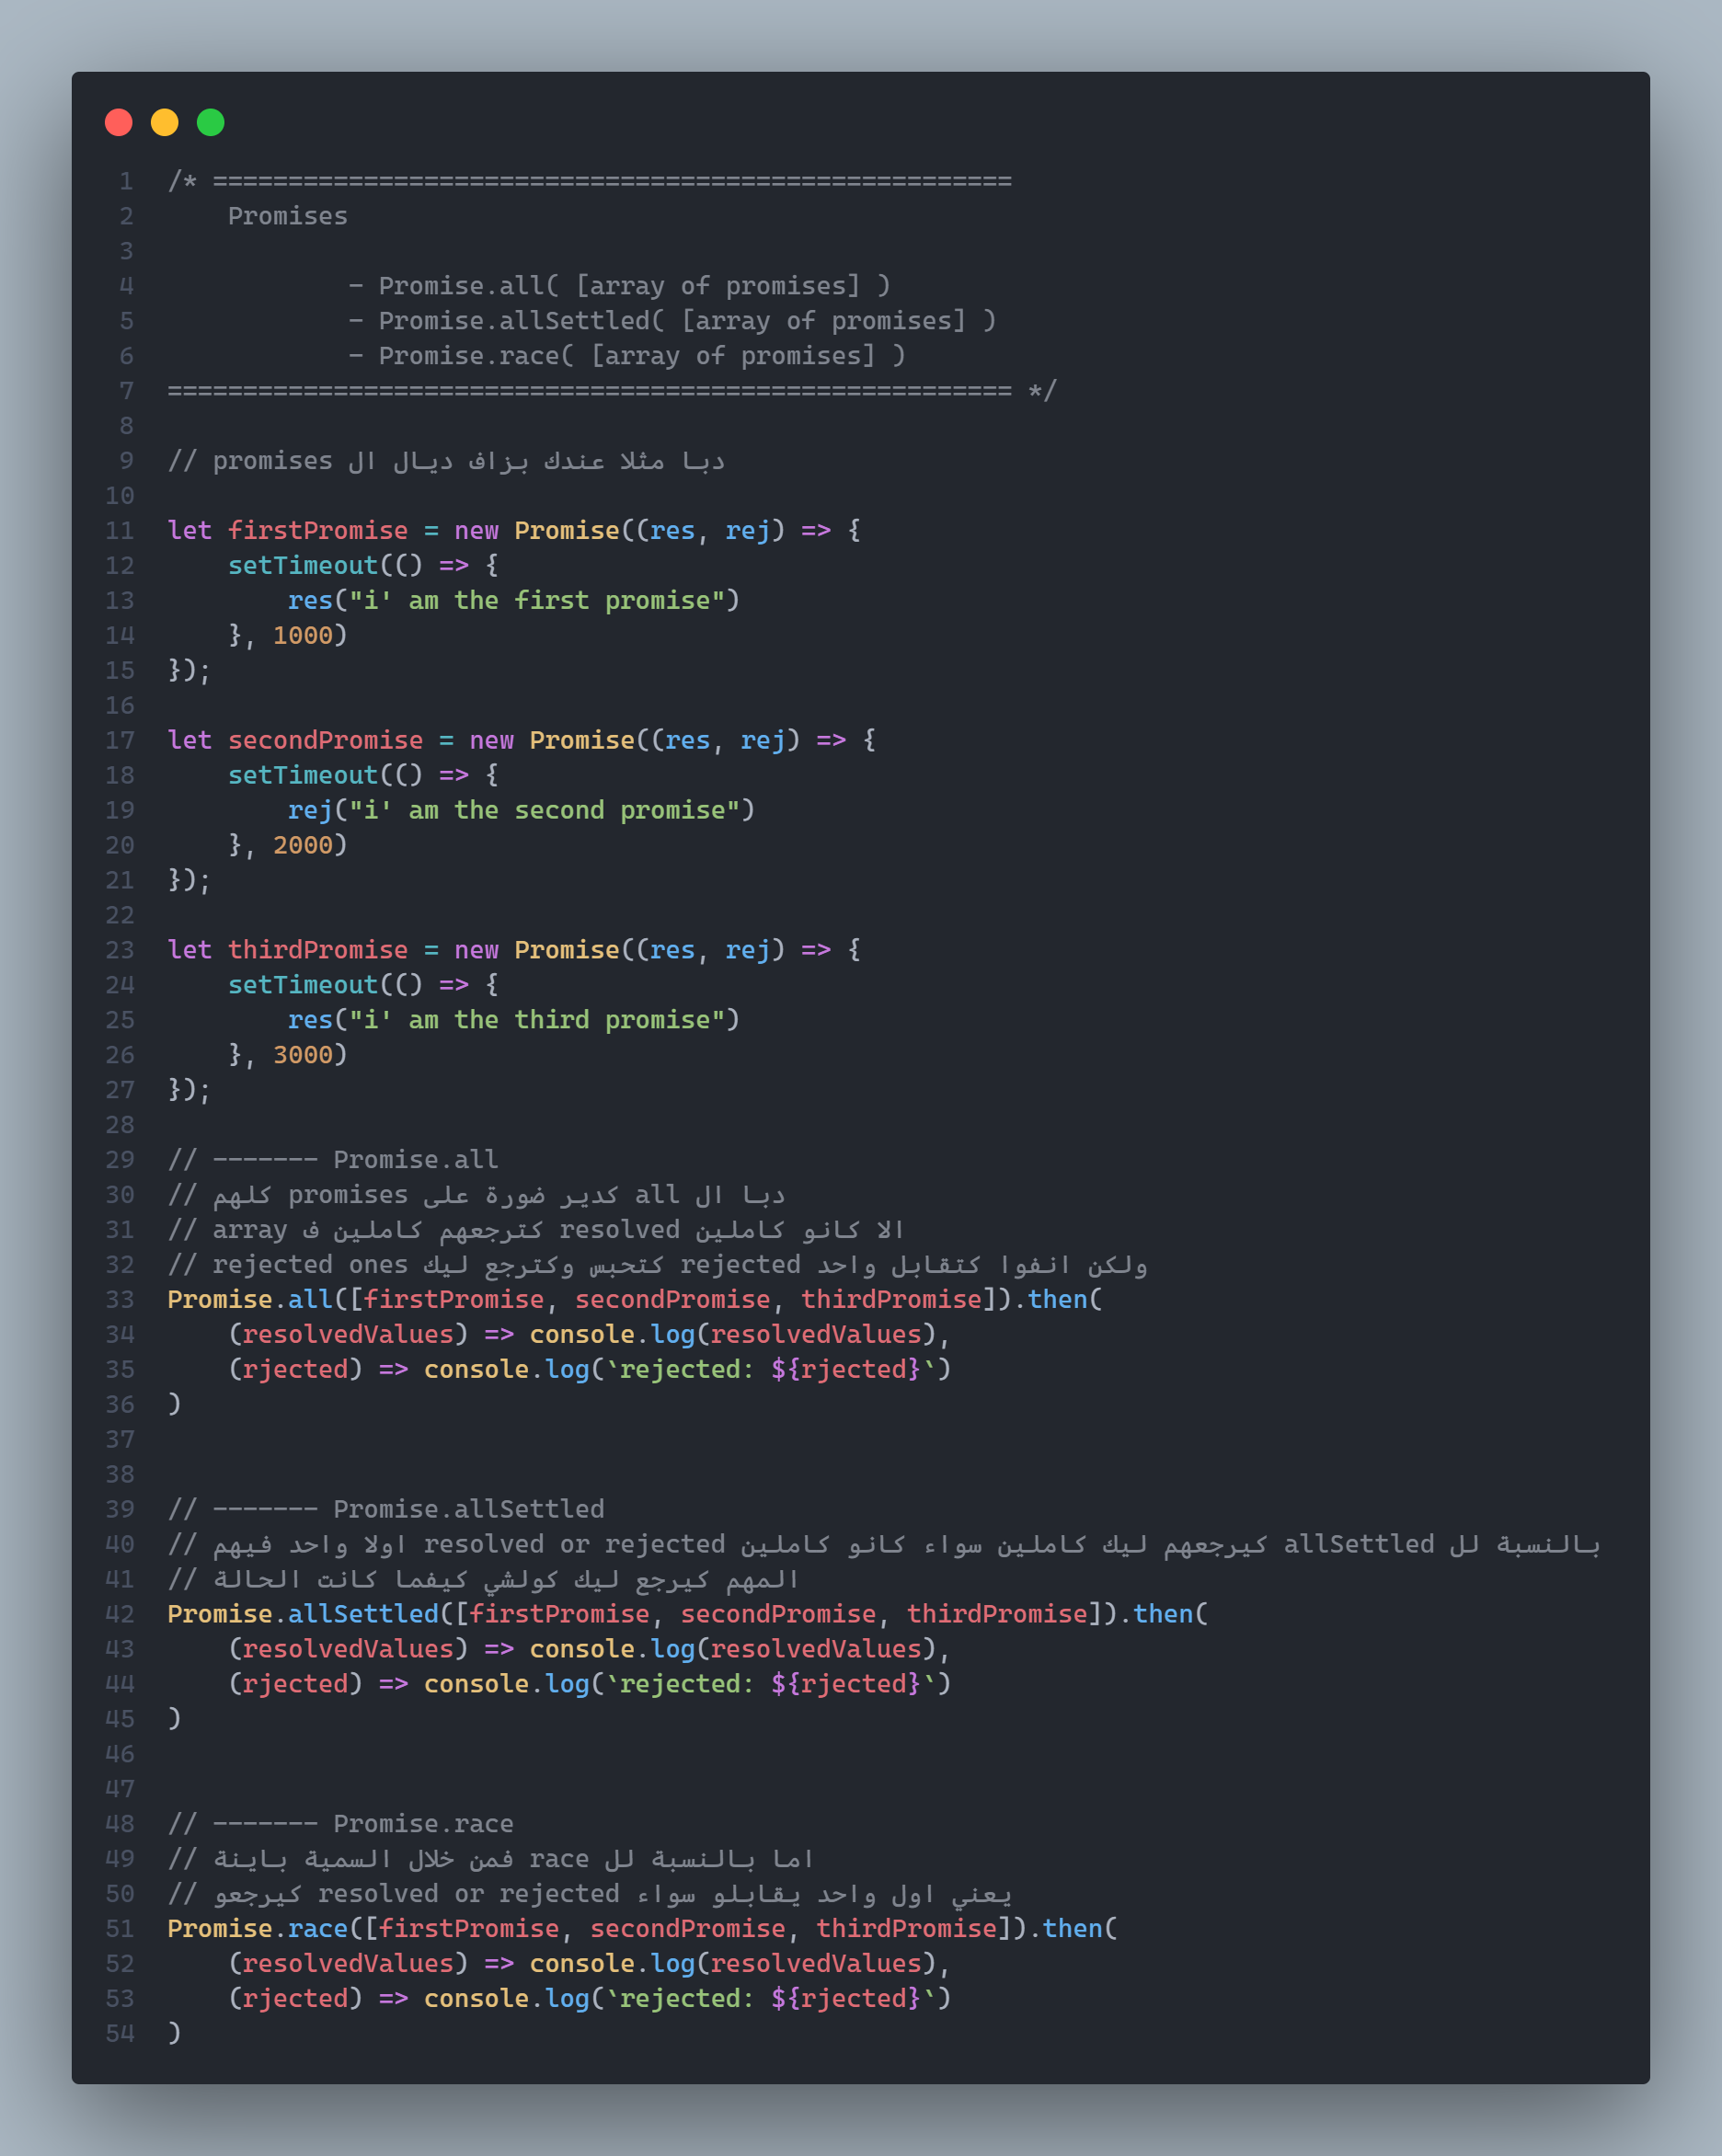 1 /* =====================================================
2     Promises
3
4             - Promise.all( [array of promises] )
5             - Promise.allSettled( [array of promises] )
6             - Promise.race( [array of promises] )
7 ======================================================== */
8
9 // دبا مثلا عندك بزاف ديال ال promises
10
11 let firstPromise = new Promise((res, rej) => {
12     setTimeout(() => {
13         res("i' am the first promise")
14     }, 1000)
15 });
16
17 let secondPromise = new Promise((res, rej) => {
18     setTimeout(() => {
19         rej("i' am the second promise")
20     }, 2000)
21 });
22
23 let thirdPromise = new Promise((res, rej) => {
24     setTimeout(() => {
25         res("i' am the third promise")
26     }, 3000)
27 });
28
29 // ------- Promise.all
30 // دبا ال all كدير ضورة على promises كلهم
31 // الا كانو كاملين resolved كترجعهم كاملين ف array
32 // ولكن انفوا كتقابل واحد rejected كتحبس وكترجع ليك rejected ones
33 Promise.all([firstPromise, secondPromise, thirdPromise]).then(
34     (resolvedValues) => console.log(resolvedValues),
35     (rjected) => console.log(`rejected: ${rjected}`)
36 )
37
38
39 // ------- Promise.allSettled
40 // بالنسبة لل allSettled كيرجعهم ليك كاملين سواء كانو كاملين resolved or rejected اولا واحد فيهم
41 // المهم كيرجع ليك كولشي كيفما كانت الحالة
42 Promise.allSettled([firstPromise, secondPromise, thirdPromise]).then(
43     (resolvedValues) => console.log(resolvedValues),
44     (rjected) => console.log(`rejected: ${rjected}`)
45 )
46
47
48 // ------- Promise.race
49 // اما بالنسبة لل race فمن خلال السمية باينة
50 // يعني اول واحد يقابلو سواء resolved or rejected كيرجعو
51 Promise.race([firstPromise, secondPromise, thirdPromise]).then(
52     (resolvedValues) => console.log(resolvedValues),
53     (rjected) => console.log(`rejected: ${rjected}`)
54 )